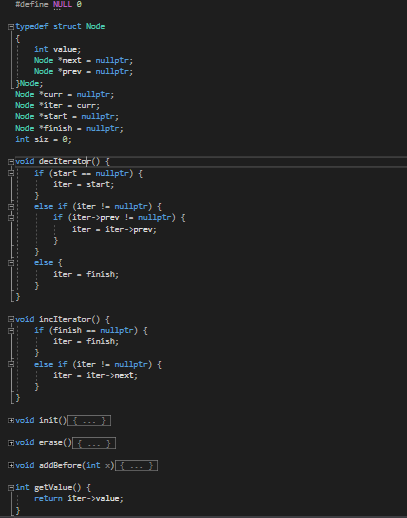 #define NULL 0
typedef struct Node
{
int value;
Node *next = nullptr;
Node *prev = nullptr;
}Node;
Node *curr = nullptr;
Node *iter = curr;
Node *start = nullptr;
Node *finish = nullptr;
int siz = 0;
void decIterator() {
if (start == nullptr) {
iter = start;
}
else if (iter != nullptr) {
if (iter->prev != nullptr) {
iter = iter->prev;
}
}
else {
iter = finish;
}
}
void incIterator() {
if (finish == nullptr) {
iter = finish;
}
else if (iter != nullptr) {
iter = iter->next;
}
}
void init(){ ... }
void erase(){ ... }
void addBefore(int x){ ... }
int getValue() {
return iter->value;
}